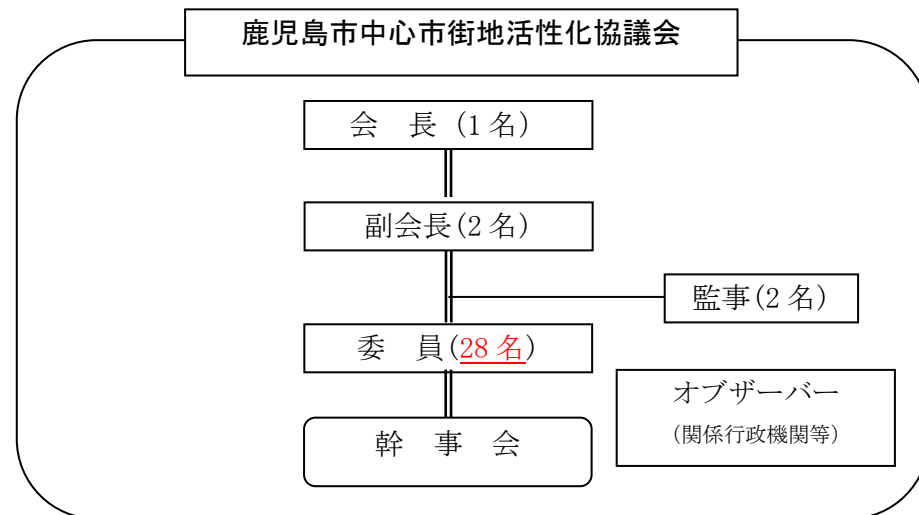 鹿児島市中心市街地活性化協議会
会　長 (1 名)
副会長(2 名)
監事(2 名)
委　員(28 名)
オブザーバー
(関係行政機関等)
幹　事　会